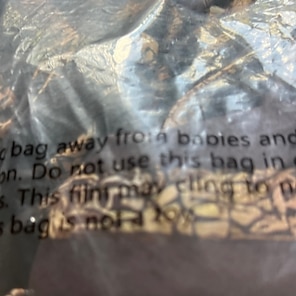 bag away from babies and
on. Do not use this bag in
s. This film may cling to n
s bag is not a toy.